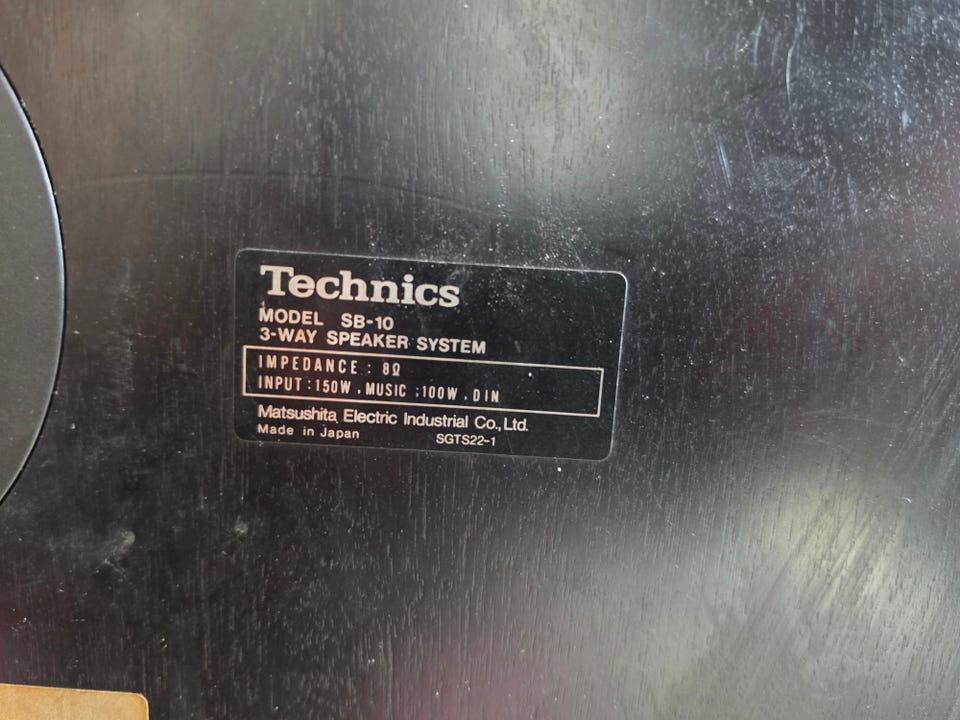 Technics
MODEL SB-10
3-WAY SPEAKER SYSTEM
IMPEDANCE : 8Ω
INPUT : 150W , MUSIC ; 100W , DIN
Matsushita Electric Industrial Co., Ltd.
Made in Japan SGTS22-1